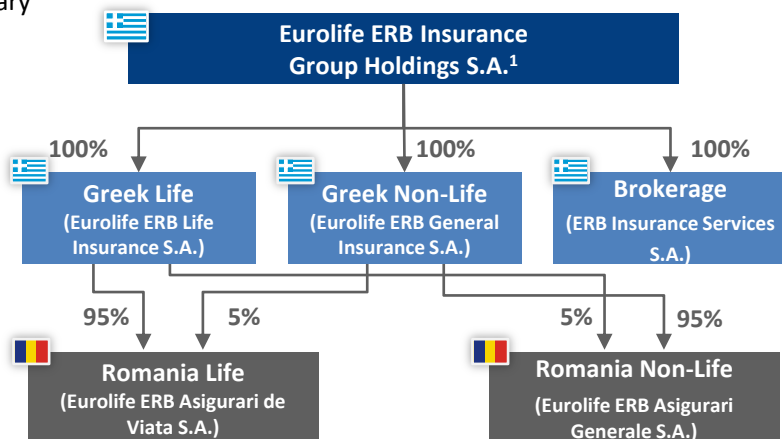 ary
Eurolife ERB Insurance
Group Holdings S.A.1
100%
100%
100%
Greek Life
(Eurolife ERB Life
Insurance S.A.)
Greek Non-Life
(Eurolife ERB General
Insurance S.A.)
Brokerage
(ERB Insurance Services
S.A.)
95%
5%
5%
95%
Romania Life
(Eurolife ERB Asigurari de
Viata S.A.)
Romania Non-Life
(Eurolife ERB Asigurari
Generale S.A.)